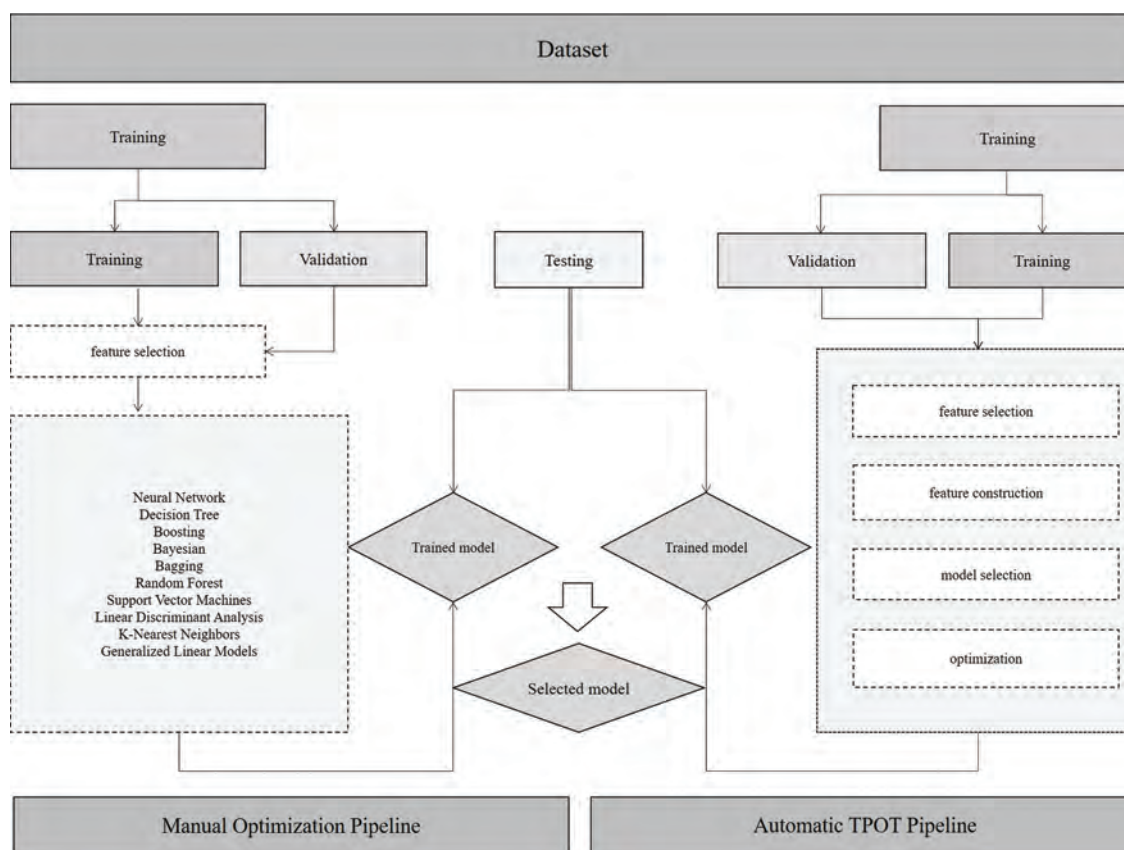 Dataset
Training
Training
Training
Validation
Testing
Validation
Training
feature selection
feature selection
feature construction
model selection
optimization
Neural Network
Decision Tree
Boosting
Bayesian
Bagging
Random Forest
Support Vector Machines
Linear Discriminant Analysis
K-Nearest Neighbors
Generalized Linear Models
Trained model
Trained model
Selected model
Manual Optimization Pipeline
Automatic TPOT Pipeline